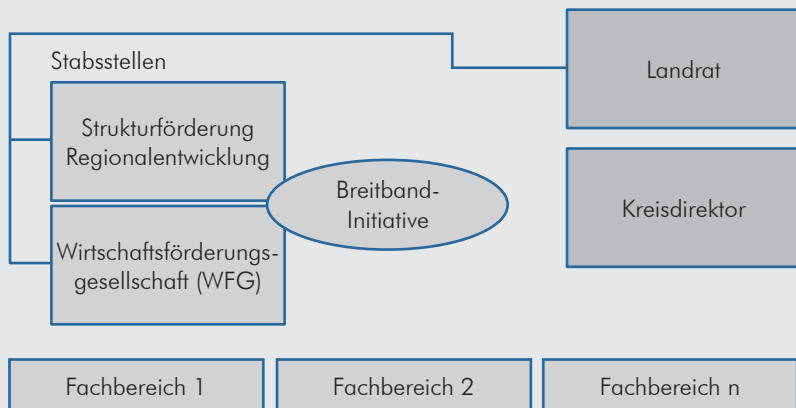 Stabsstellen
Landrat
Strukturförderung
Regionalentwicklung
Breitband-
Initiative
Kreisdirektor
Wirtschaftsförderungs-
gesellschaft (WFG)
Fachbereich 1
Fachbereich 2
Fachbereich n